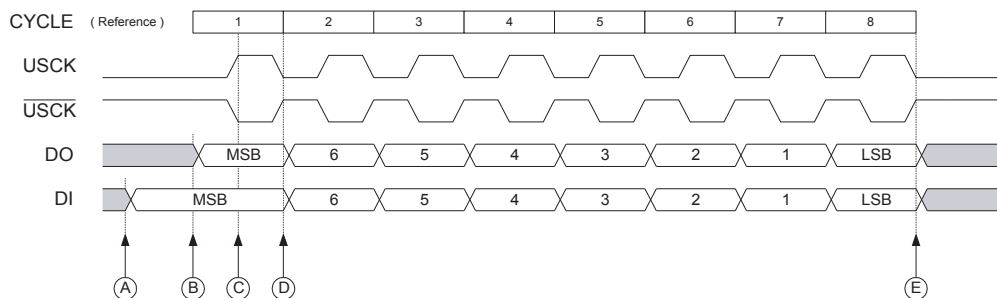 CYCLE ( Reference ) 1 2 3 4 5 6 7 8
USCK
USCK
DO MSB 6 5 4 3 2 1 LSB
DI MSB 6 5 4 3 2 1 LSB
A B C D E